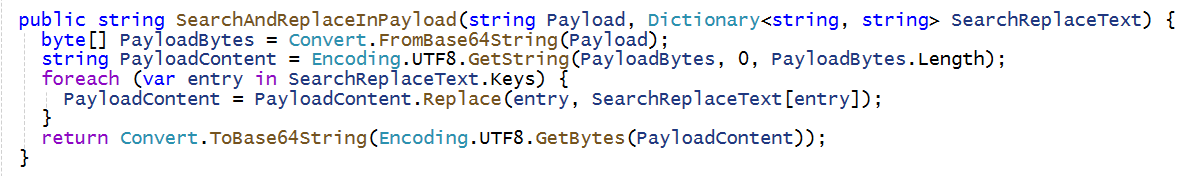 public string SearchAndReplaceInPayload(string Payload, Dictionary<string, string> SearchReplaceText) {
  byte[] PayloadBytes = Convert.FromBase64String(Payload);
  string PayloadContent = Encoding.UTF8.GetString(PayloadBytes, 0, PayloadBytes.Length);
  foreach (var entry in SearchReplaceText.Keys) {
    PayloadContent = PayloadContent.Replace(entry, SearchReplaceText[entry]);
  }
  return Convert.ToBase64String(Encoding.UTF8.GetBytes(PayloadContent));
}